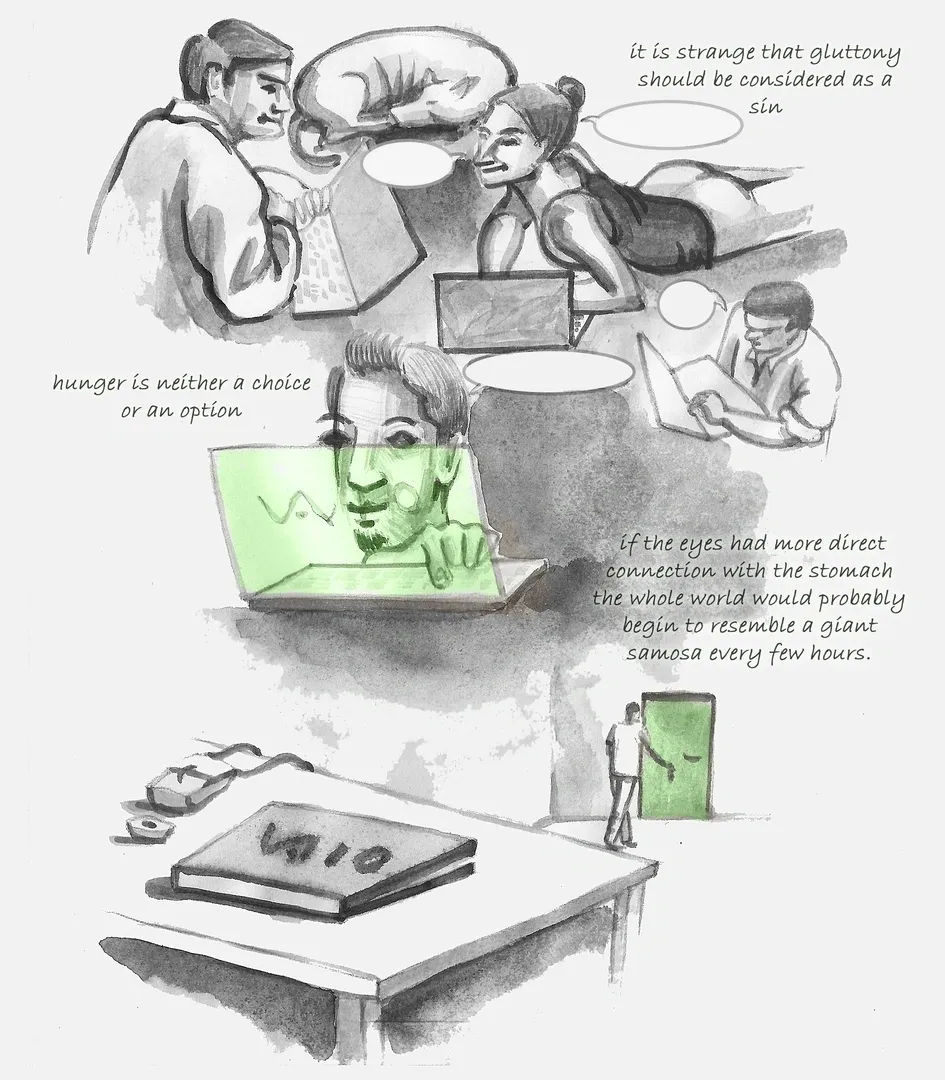 it is strange that gluttony
should be considered as a
sin
hunger is neither a choice
or an option
if the eyes had more direct
connection with the stomach
the whole world would probably
begin to resemble a giant
samosa every few hours.
VAIO